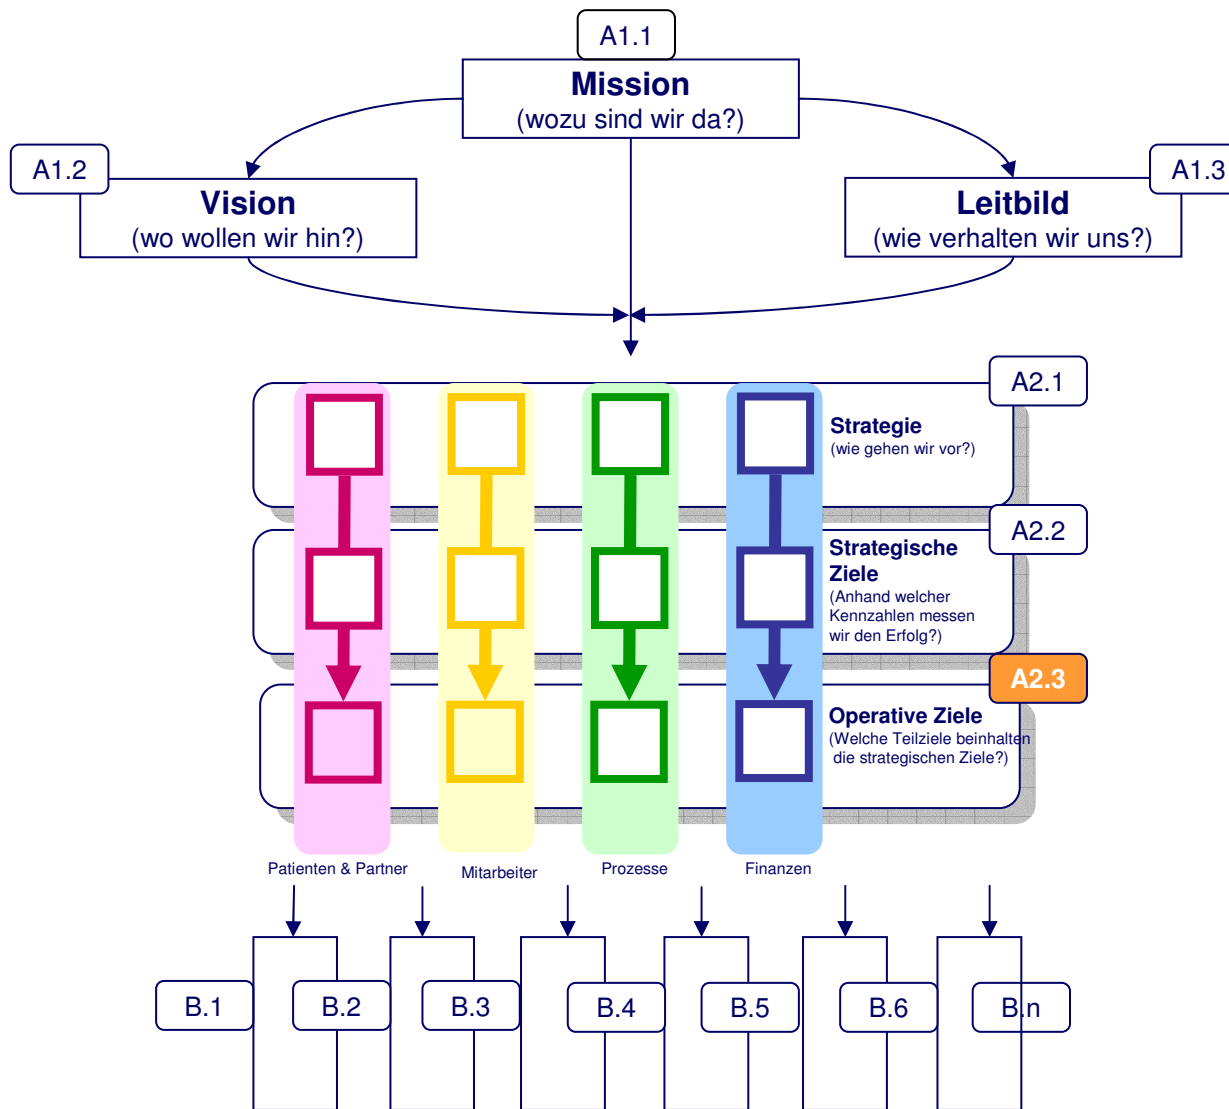 A1.1
Mission
(wozu sind wir da?)
A1.2
Vision
(wo wollen wir hin?)
A1.3
Leitbild
(wie verhalten wir uns?)
A2.1
Strategie
(wie gehen wir vor?)
A2.2
Strategische
Ziele
(Anhand welcher
Kennzahlen messen
wir den Erfolg?)
A2.3
Operative Ziele
(Welche Teilziele beinhalten
die strategischen Ziele?)
Patienten & Partner
Mitarbeiter
Prozesse
Finanzen
B.1
B.2
B.3
B.4
B.5
B.6
B.n